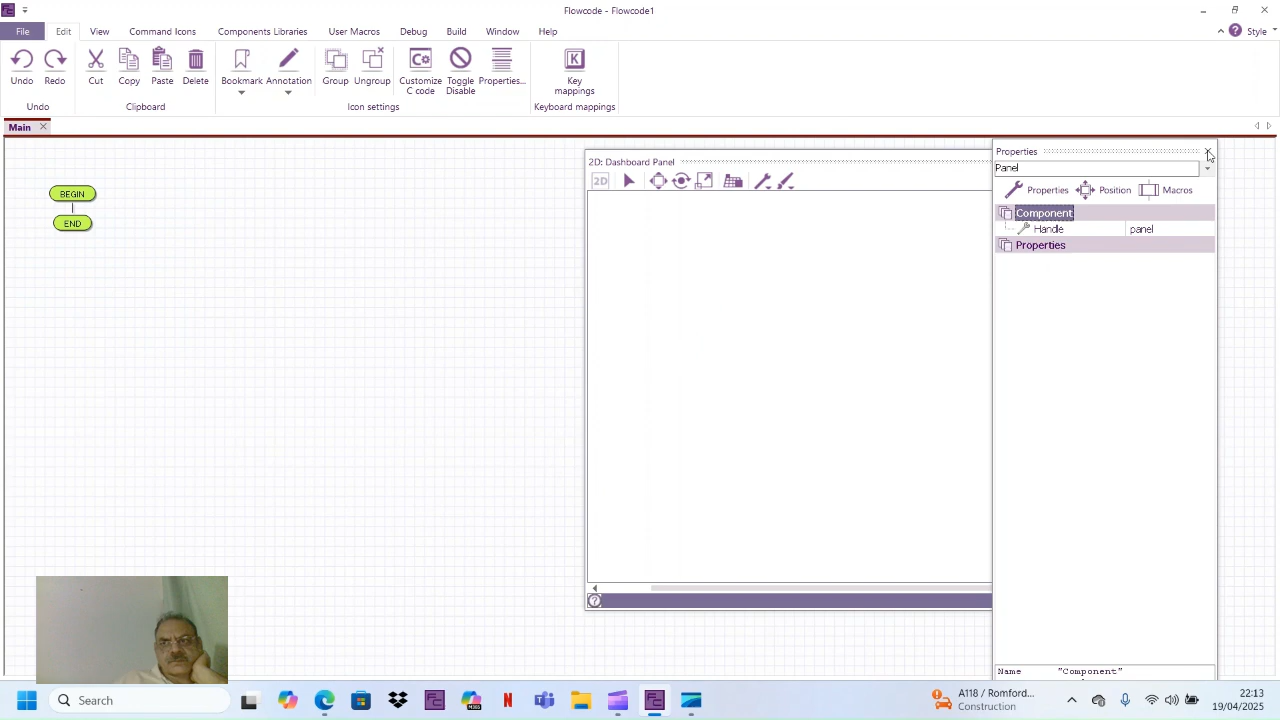 Flowcode - Flowcode1
File Edit View Command Icons Components Libraries User Macros Debug Build Window Help Style
Undo Redo Cut Copy Paste Delete Bookmark Annotation Group Ungroup Customize C code Toggle Disable Properties... Key mappings
Undo Clipboard Icon settings Keyboard mappings
Main
BEGIN
END
2D: Dashboard Panel
2D
Properties
Panel
Properties Position Macros
Component
Handle panel
Properties
Name "Component"
Search
A118 / Romford...
Construction
22:13
19/04/2025